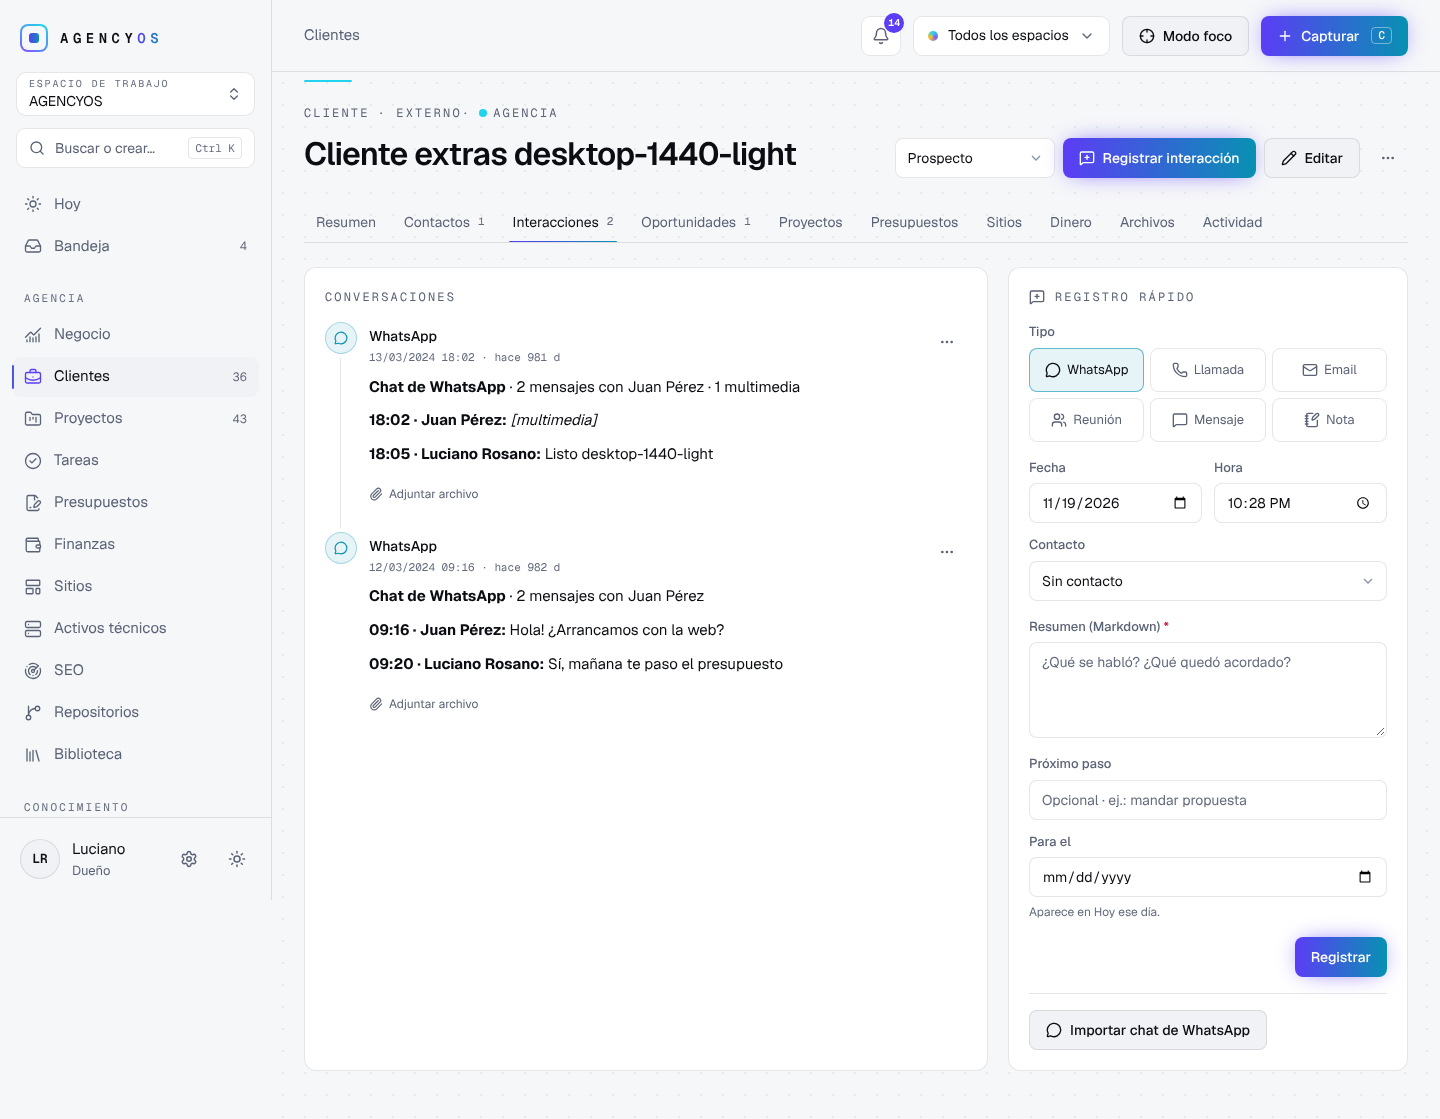 AGENCYOS
ESPACIO DE TRABAJO
AGENCYOS
Buscar o crear...
Ctrl K
Hoy
Bandeja 4
AGENCIA
Negocio
Clientes 36
Proyectos 43
Tareas
Presupuestos
Finanzas
Sitios
Activos técnicos
SEO
Repositorios
Biblioteca
CONOCIMIENTO
LR
Luciano
Dueño
Clientes
14
Todos los espacios
Modo foco
Capturar C
CLIENTE · EXTERNO· AGENCIA
Cliente extras desktop-1440-light
Prospecto
Registrar interacción
Editar
Resumen Contactos 1 Interacciones 2 Oportunidades 1 Proyectos Presupuestos Sitios Dinero Archivos Actividad
CONVERSACIONES
WhatsApp
13/03/2024 18:02 · hace 981 d
Chat de WhatsApp · 2 mensajes con Juan Pérez · 1 multimedia
18:02 · Juan Pérez: [multimedia]
18:05 · Luciano Rosano: Listo desktop-1440-light
Adjuntar archivo
WhatsApp
12/03/2024 09:16 · hace 982 d
Chat de WhatsApp · 2 mensajes con Juan Pérez
09:16 · Juan Pérez: Hola! ¿Arrancamos con la web?
09:20 · Luciano Rosano: Sí, mañana te paso el presupuesto
Adjuntar archivo
REGISTRO RÁPIDO
Tipo
WhatsApp Llamada Email
Reunión Mensaje Nota
Fecha Hora
11/19/2026 10:28 PM
Contacto
Sin contacto
Resumen (Markdown) *
¿Qué se habló? ¿Qué quedó acordado?
Próximo paso
Opcional · ej.: mandar propuesta
Para el
mm/dd/yyyy
Aparece en Hoy ese día.
Registrar
Importar chat de WhatsApp